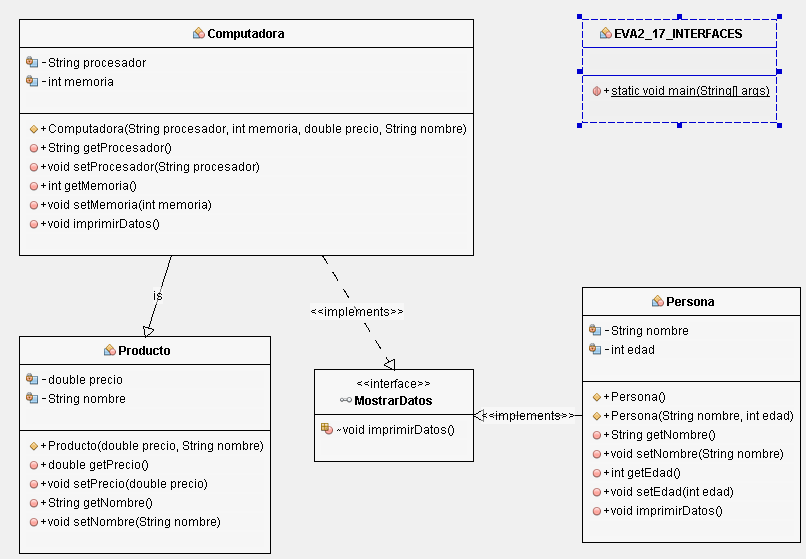 Computadora
- String procesador
- int memoria
+ Computadora(String procesador, int memoria, double precio, String nombre)
+ String getProcesador()
+ void setProcesador(String procesador)
+ int getMemoria()
+ void setMemoria(int memoria)
+ void imprimirDatos()
EVA2_17_INTERFACES
+ static void main(String[] args)
is
<<implements>>
Producto
- double precio
- String nombre
+ Producto(double precio, String nombre)
+ double getPrecio()
+ void setPrecio(double precio)
+ String getNombre()
+ void setNombre(String nombre)
<<interface>>
MostrarDatos
~ void imprimirDatos()
<<implements>>
Persona
- String nombre
- int edad
+ Persona()
+ Persona(String nombre, int edad)
+ String getNombre()
+ void setNombre(String nombre)
+ int getEdad()
+ void setEdad(int edad)
+ void imprimirDatos()